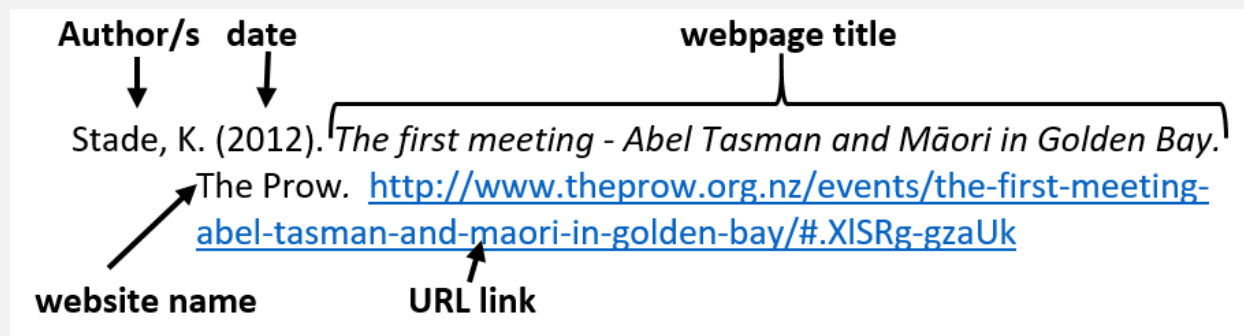 Author/s date webpage title
Stade, K. (2012). The first meeting - Abel Tasman and Māori in Golden Bay.
The Prow. http://www.theprow.org.nz/events/the-first-meeting-
abel-tasman-and-maori-in-golden-bay/#.XlSRg-gzaUk
website name URL link